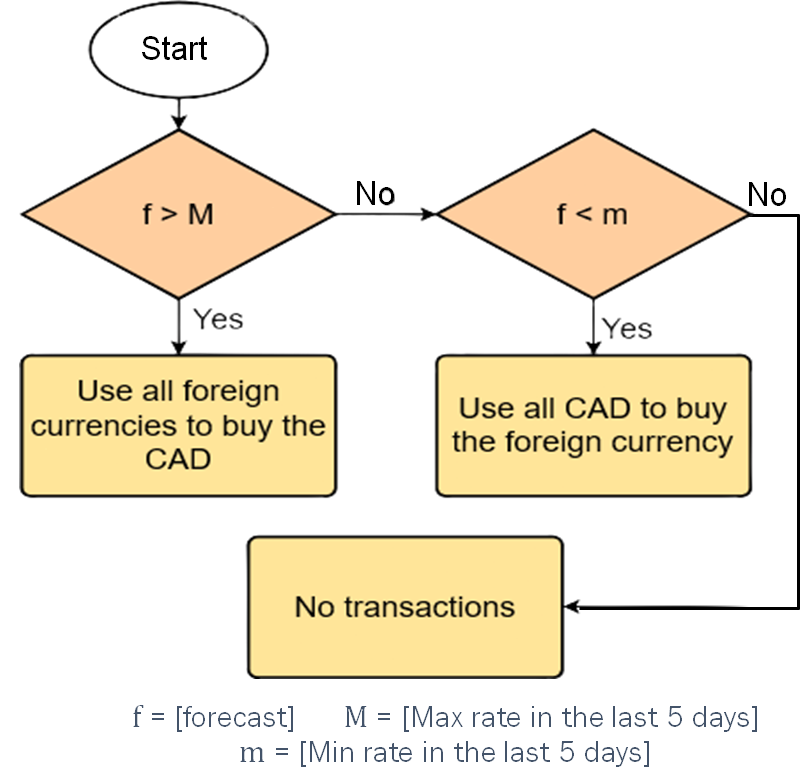 Start
f > M
No
f < m
No
Yes
Yes
Use all foreign
currencies to buy the
CAD
Use all CAD to buy
the foreign currency
No transactions
f = [forecast] M = [Max rate in the last 5 days]
m = [Min rate in the last 5 days]